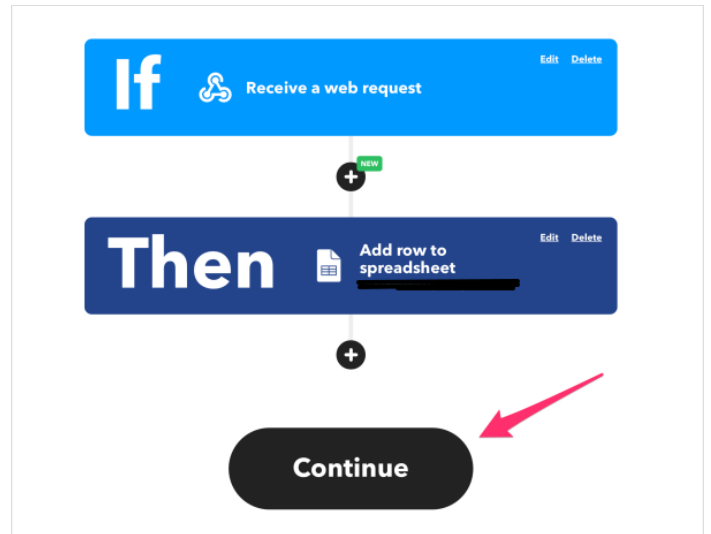 If
Receive a web request
Edit Delete
+
NEW
Then
Add row to
spreadsheet
Edit Delete
+
Continue